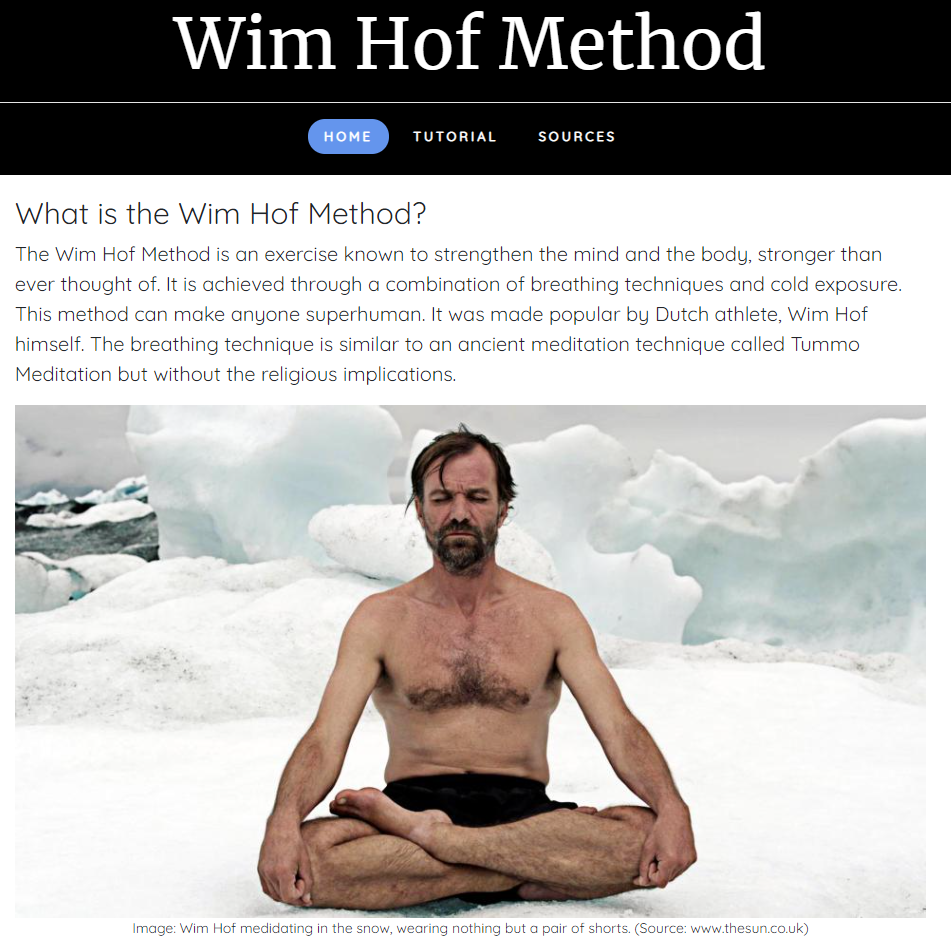 Wim Hof Method
HOME TUTORIAL SOURCES
What is the Wim Hof Method?
The Wim Hof Method is an exercise known to strengthen the mind and the body, stronger than
ever thought of. It is achieved through a combination of breathing techniques and cold exposure.
This method can make anyone superhuman. It was made popular by Dutch athlete, Wim Hof
himself. The breathing technique is similar to an ancient meditation technique called Tummo
Meditation but without the religious implications.
Image: Wim Hof medidating in the snow, wearing nothing but a pair of shorts. (Source: www.thesun.co.uk)